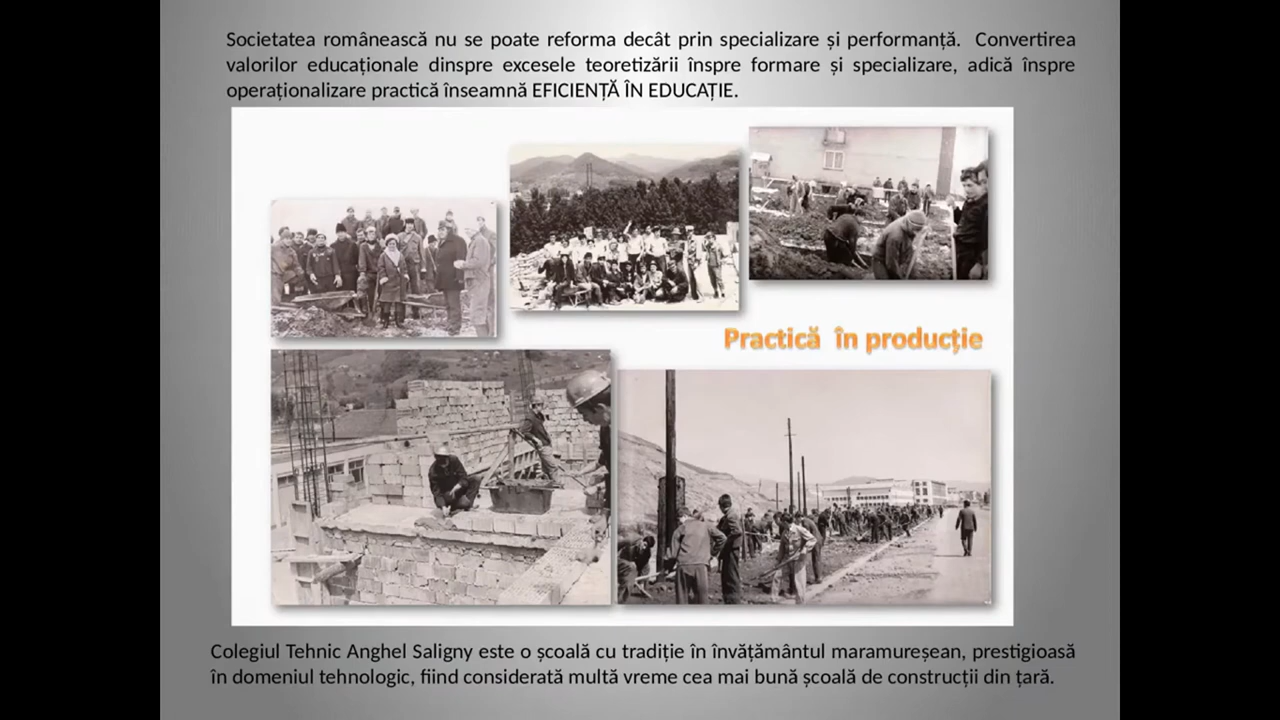 Societatea românească nu se poate reforma decât prin specializare și performanță. Convertirea
valorilor educaționale dinspre excesele teoretizării înspre formare și specializare, adică înspre
operaționalizare practică înseamnă EFICIENȚĂ ÎN EDUCAȚIE.
Practică în producție
Colegiul Tehnic Anghel Saligny este o școală cu tradiție în învățământul maramureșean, prestigioasă
în domeniul tehnologic, fiind considerată multă vreme cea mai bună școală de construcții din țară.